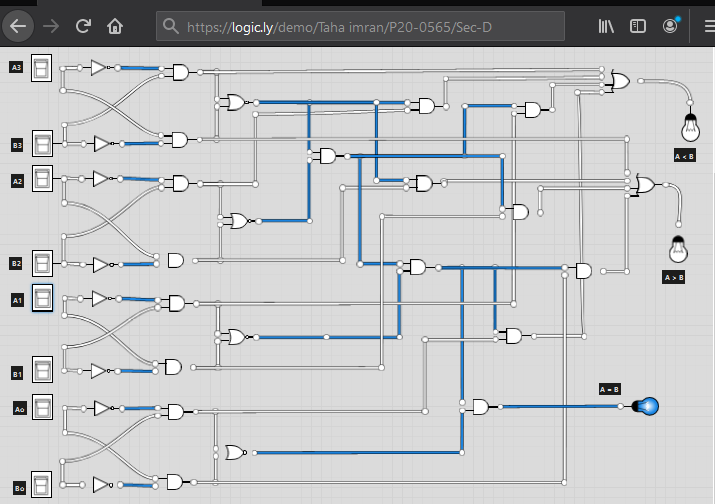 https://logic.ly/demo/Taha imran/P20-0565/Sec-D
A3
B3
A < B
A2
A > B
B2
A1
B1
A = B
Ao
Bo